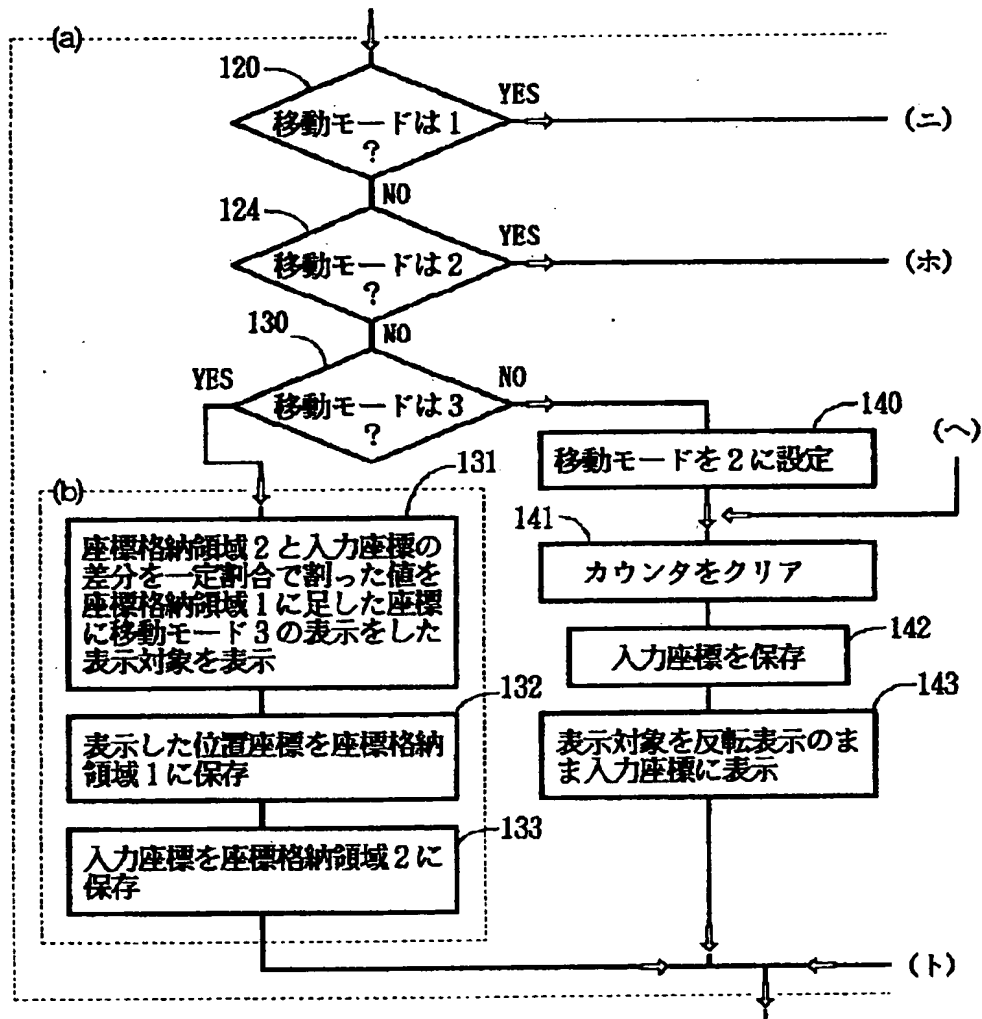 (a)
120
移動モードは1
?
YES
(ニ)
NO
124
移動モードは2
?
YES
(ホ)
NO
130
移動モードは3
?
YES
NO
140
移動モードを2に設定
(ヘ)
(b)
131
座標格納領域2と入力座標の
差分を一定割合で割った値を
座標格納領域1に足した座標
に移動モード3の表示をした
表示対象を表示
132
表示した位置座標を座標格納
領域1に保存
133
入力座標を座標格納領域2に
保存
141
カウンタをクリア
142
入力座標を保存
143
表示対象を反転表示のま
ま入力座標に表示
(ト)